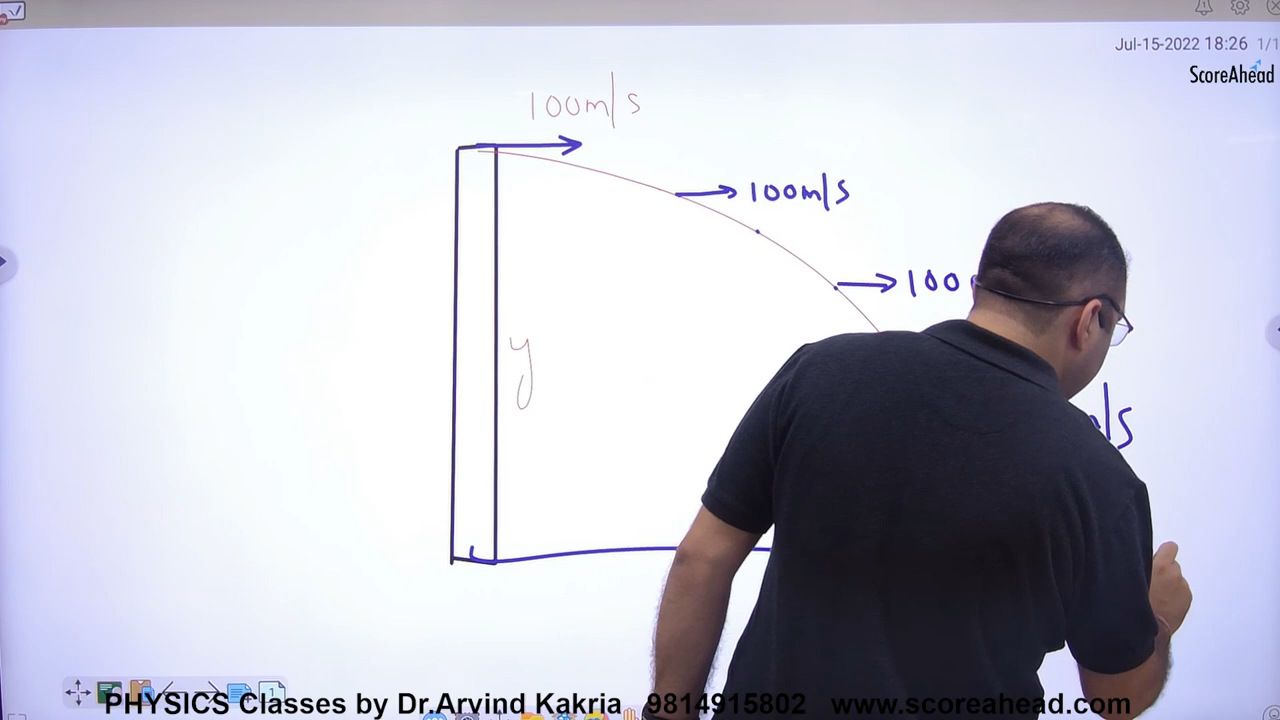 Jul-15-2022 18:26 1/1
ScoreAhead
100m/s
100m/s
100
y
m/s
PHYSICS Classes by Dr.Arvind Kakria 9814915802 www.scoreahead.com